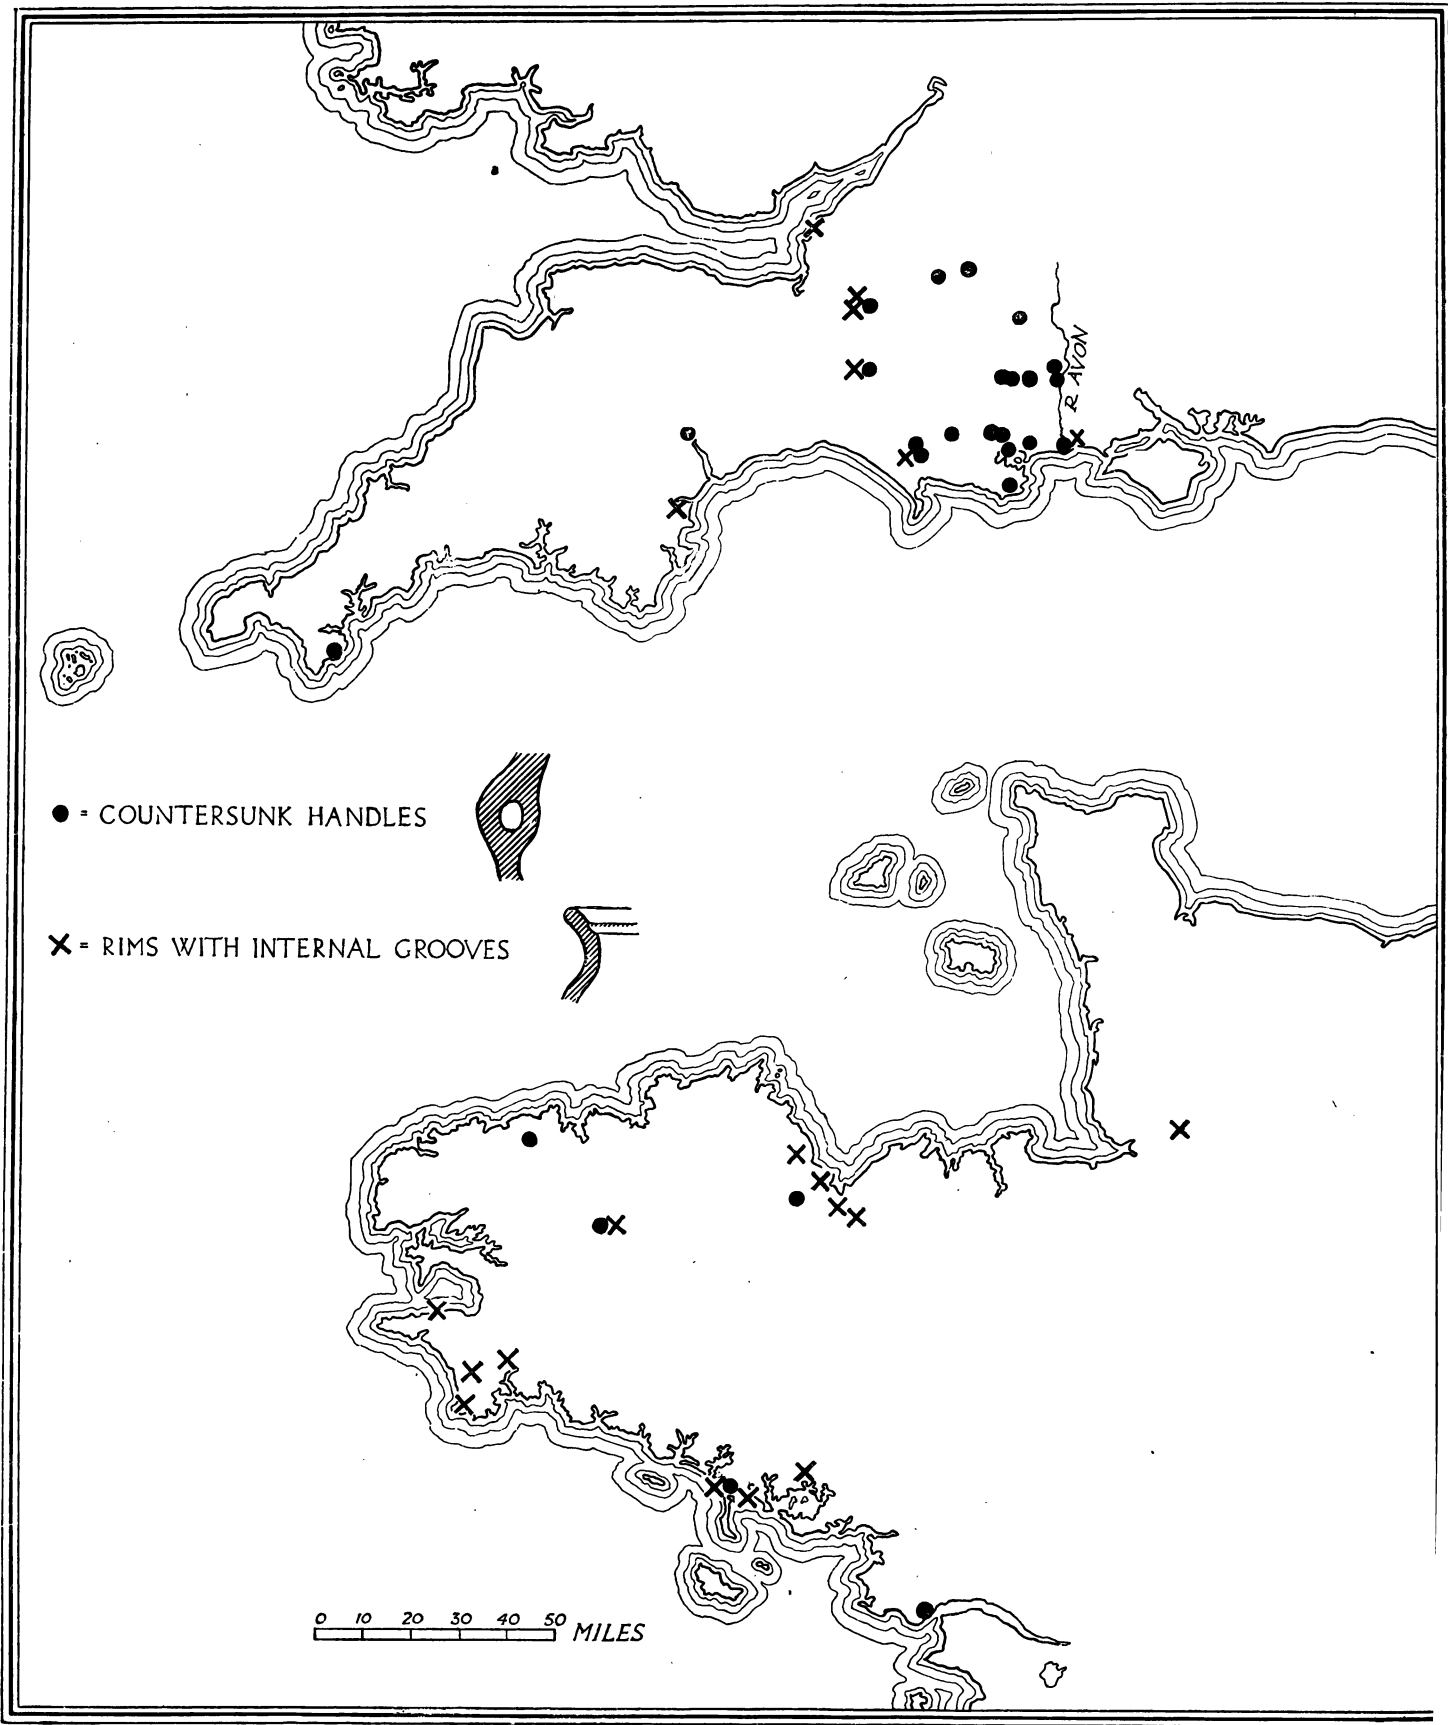 R AVON
● = COUNTERSUNK HANDLES
X = RIMS WITH INTERNAL GROOVES
0 10 20 30 40 50 MILES